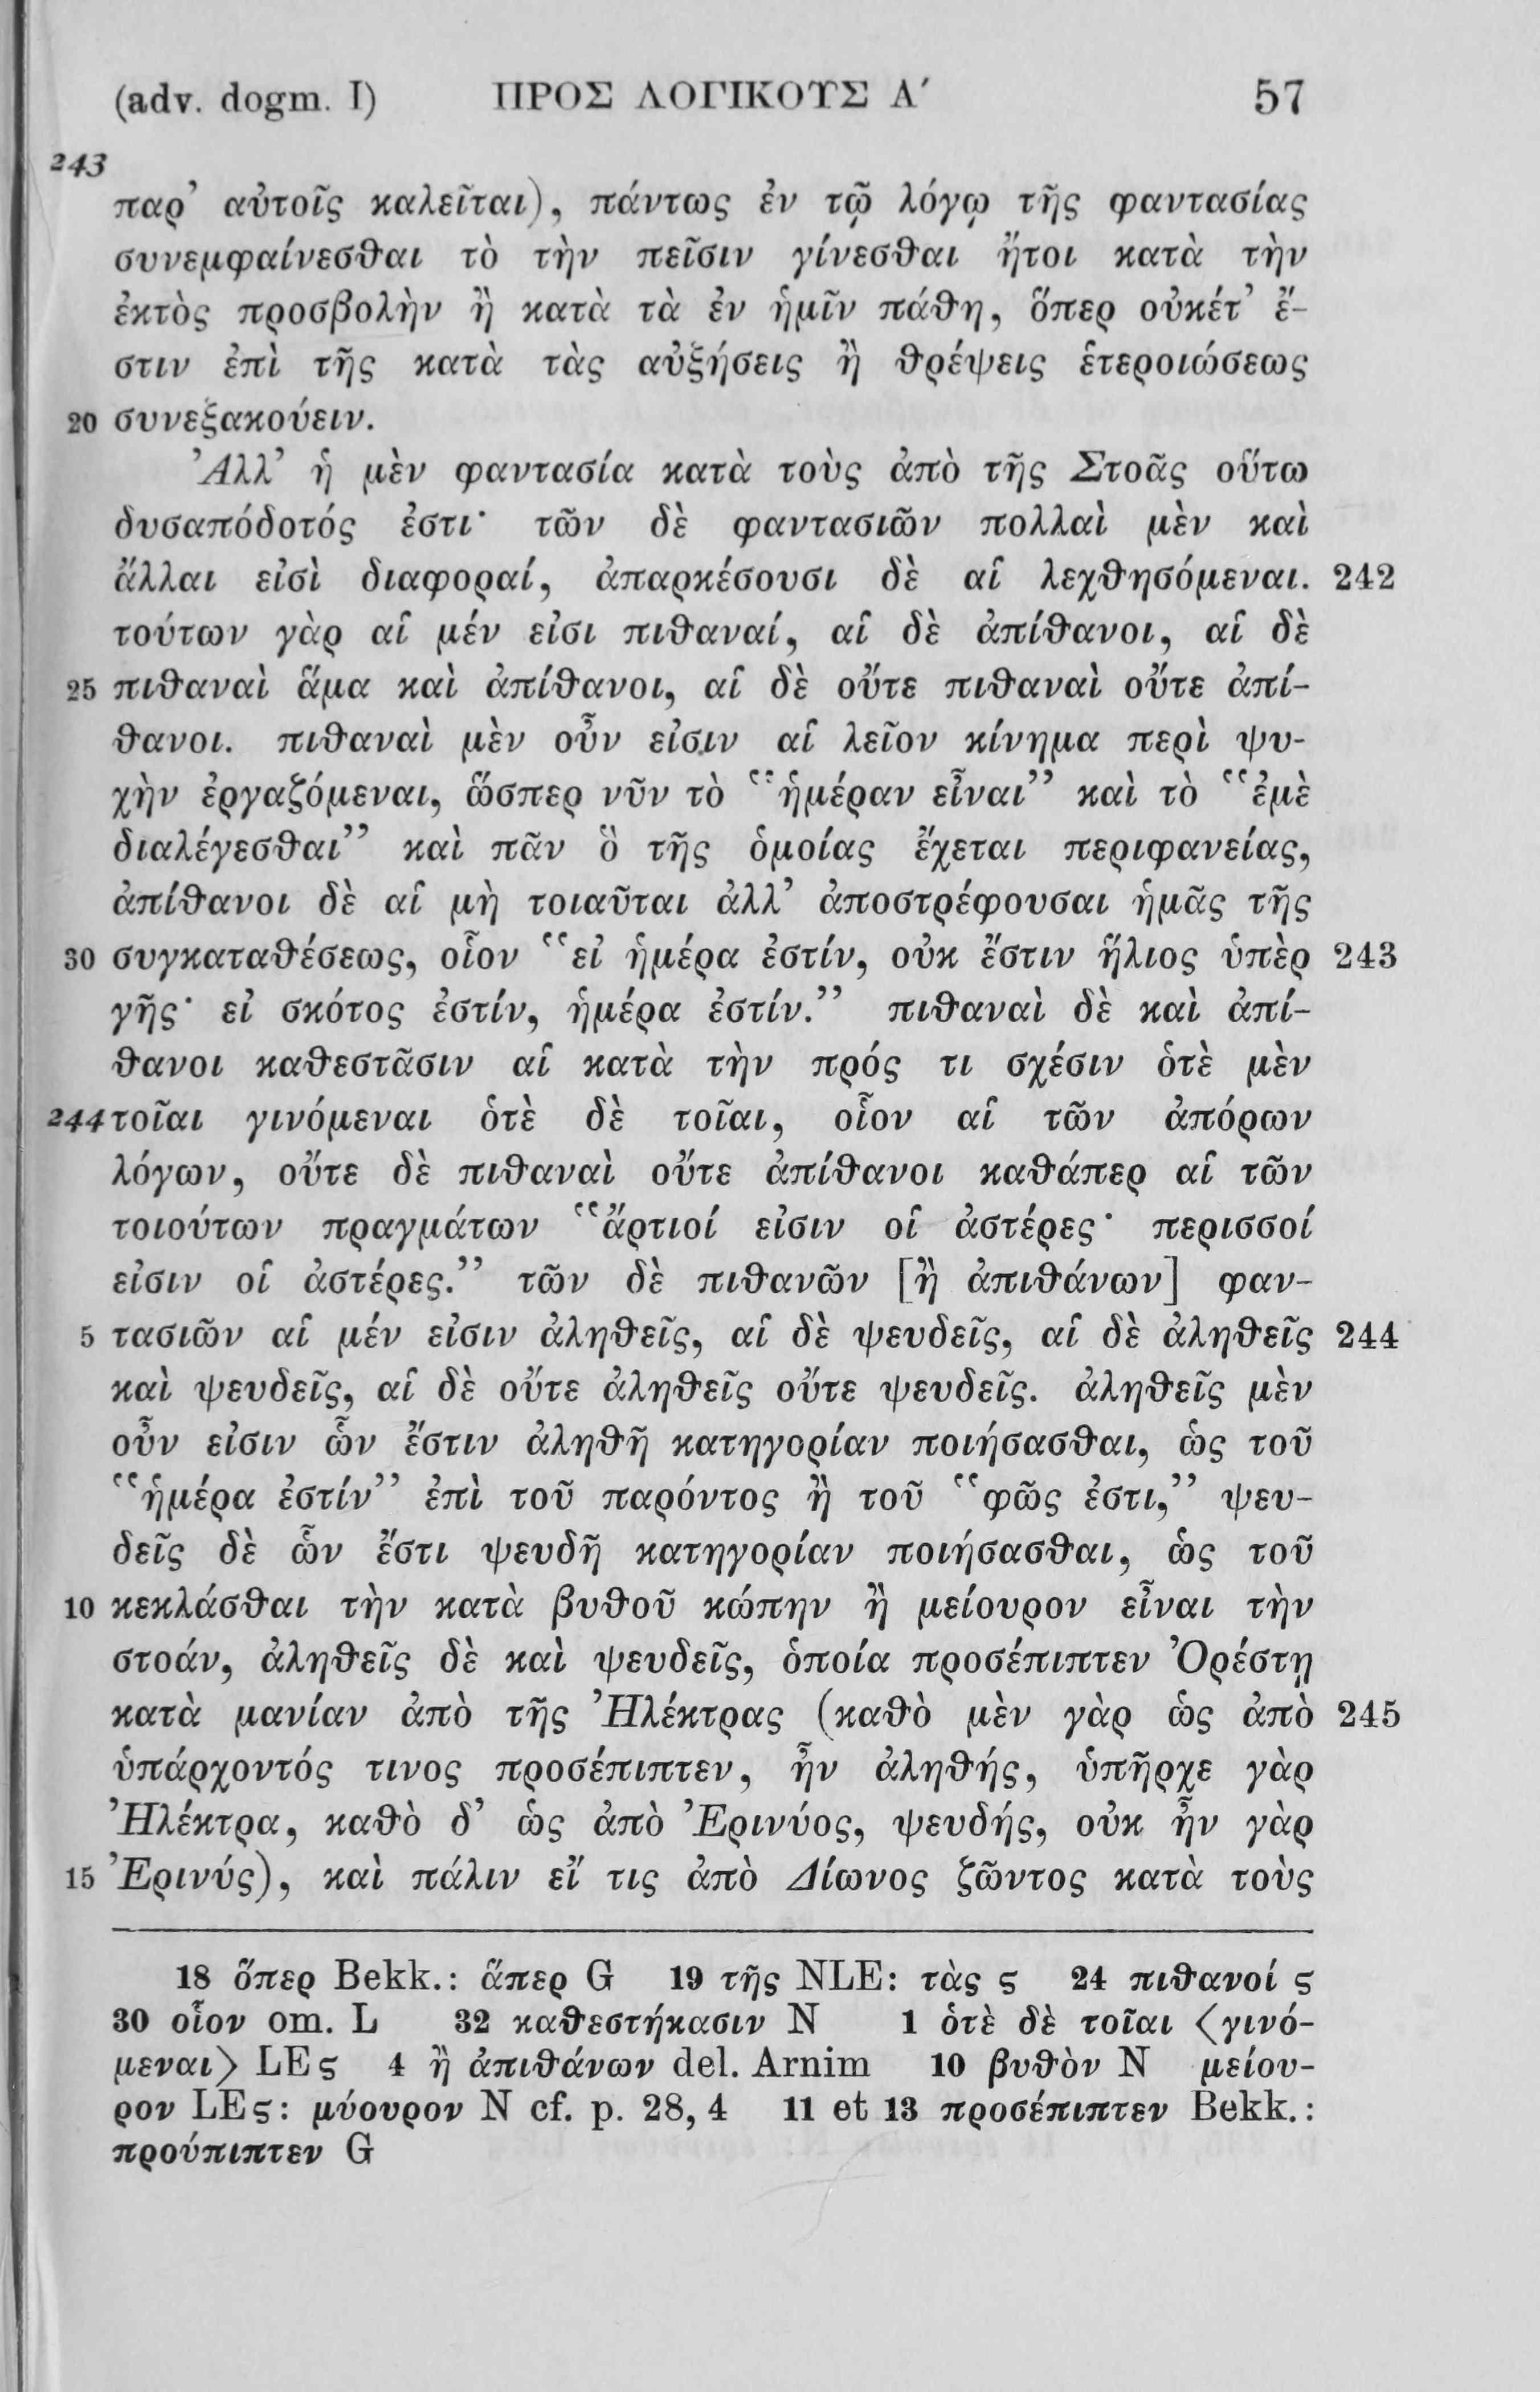 (adv. dogm. I) ΠΡΟΣ ΛΟΓΙΚΟΥΣ Α´ 57
243
παρ’ αὐτοῖς καλεῖται), πάντως ἐν τῷ λόγῳ τῆς φαντασίας
συνεμφαίνεσθαι τὸ τὴν πεῖσιν γίνεσθαι ἤτοι κατὰ τὴν
ἐκτὸς προσβολὴν ἢ κατὰ τὰ ἐν ἡμῖν πάθη, ὅπερ οὐκέτ’ ἔ-
στιν ἐπὶ τῆς κατὰ τὰς αὐξήσεις ἢ θρέψεις ἑτεροιώσεως
20 συνεξακούειν.
Ἀλλ’ ἡ μὲν φαντασία κατὰ τοὺς ἀπὸ τῆς Στοᾶς οὕτω
δυσαπόδοτός ἐστι· τῶν δὲ φαντασιῶν πολλαὶ μὲν καὶ
ἄλλαι εἰσὶ διαφοραί, ἀπαρκέσουσι δὲ αἱ λεχθησόμεναι. 242
τούτων γὰρ αἱ μέν εἰσι πιθαναί, αἱ δὲ ἀπίθανοι, αἱ δὲ
25 πιθαναὶ ἅμα καὶ ἀπίθανοι, αἱ δὲ οὔτε πιθαναὶ οὔτε ἀπί-
θανοι. πιθαναὶ μὲν οὖν εἰσιν αἱ λεῖον κίνημα περὶ ψυ-
χὴν ἐργαζόμεναι, ὥσπερ νῦν τὸ “ἡμέραν εἶναι” καὶ τὸ “ἐμὲ
διαλέγεσθαι” καὶ πᾶν ὃ τῆς ὁμοίας ἔχεται περιφανείας,
ἀπίθανοι δὲ αἱ μὴ τοιαῦται ἀλλ’ ἀποστρέφουσαι ἡμᾶς τῆς
30 συγκαταθέσεως, οἷον “εἰ ἡμέρα ἐστίν, οὐκ ἔστιν ἥλιος ὑπὲρ 243
γῆς· εἰ σκότος ἐστίν, ἡμέρα ἐστίν.” πιθαναὶ δὲ καὶ ἀπί-
θανοι καθεστᾶσιν αἱ κατὰ τὴν πρός τι σχέσιν ὁτὲ μὲν
244 τοῖαι γινόμεναι ὁτὲ δὲ τοῖαι, οἷον αἱ τῶν ἀπόρων
λόγων, οὔτε δὲ πιθαναὶ οὔτε ἀπίθανοι καθάπερ αἱ τῶν
τοιούτων πραγμάτων “ἄρτιοί εἰσιν οἱ ἀστέρες· περισσοί
εἰσιν οἱ ἀστέρες.” τῶν δὲ πιθανῶν [ἢ ἀπιθάνων] φαν-
5 τασιῶν αἱ μέν εἰσιν ἀληθεῖς, αἱ δὲ ψευδεῖς, αἱ δὲ ἀληθεῖς 244
καὶ ψευδεῖς, αἱ δὲ οὔτε ἀληθεῖς οὔτε ψευδεῖς. ἀληθεῖς μὲν
οὖν εἰσιν ὧν ἔστιν ἀληθῆ κατηγορίαν ποιήσασθαι, ὡς τοῦ
“ἡμέρα ἐστίν” ἐπὶ τοῦ παρόντος ἢ τοῦ “φῶς ἐστι,” ψευ-
δεῖς δὲ ὧν ἔστι ψευδῆ κατηγορίαν ποιήσασθαι, ὡς τοῦ
10 κεκλάσθαι τὴν κατὰ βυθοῦ κώπην ἢ μείουρον εἶναι τὴν
στοάν, ἀληθεῖς δὲ καὶ ψευδεῖς, ὁποία προσέπιπτεν Ὀρέστῃ
κατὰ μανίαν ἀπὸ τῆς Ἠλέκτρας (καθὸ μὲν γὰρ ὡς ἀπὸ 245
ὑπάρχοντός τινος προσέπιπτεν, ἦν ἀληθής, ὑπῆρχε γὰρ
Ἠλέκτρα, καθὸ δ’ ὡς ἀπὸ Ἐρινύος, ψευδής, οὐκ ἦν γὰρ
15 Ἐρινύς), καὶ πάλιν εἴ τις ἀπὸ Δίωνος ζῶντος κατὰ τοὺς
18 ὅπερ Bekk.: ἅπερ G 19 τῆς NLE: τὰς ς 24 πιθανοί ς
30 οἷον om. L 32 καθεστήκασιν N 1 ὁτὲ δὲ τοῖαι ⟨γινό-
μεναι⟩ LEς 4 ἢ ἀπιθάνων del. Arnim 10 βυθὸν N μείου-
ρον LEς: μύουρον N cf. p. 28, 4 11 et 13 προσέπιπτεν Bekk.:
προύπιπτεν G